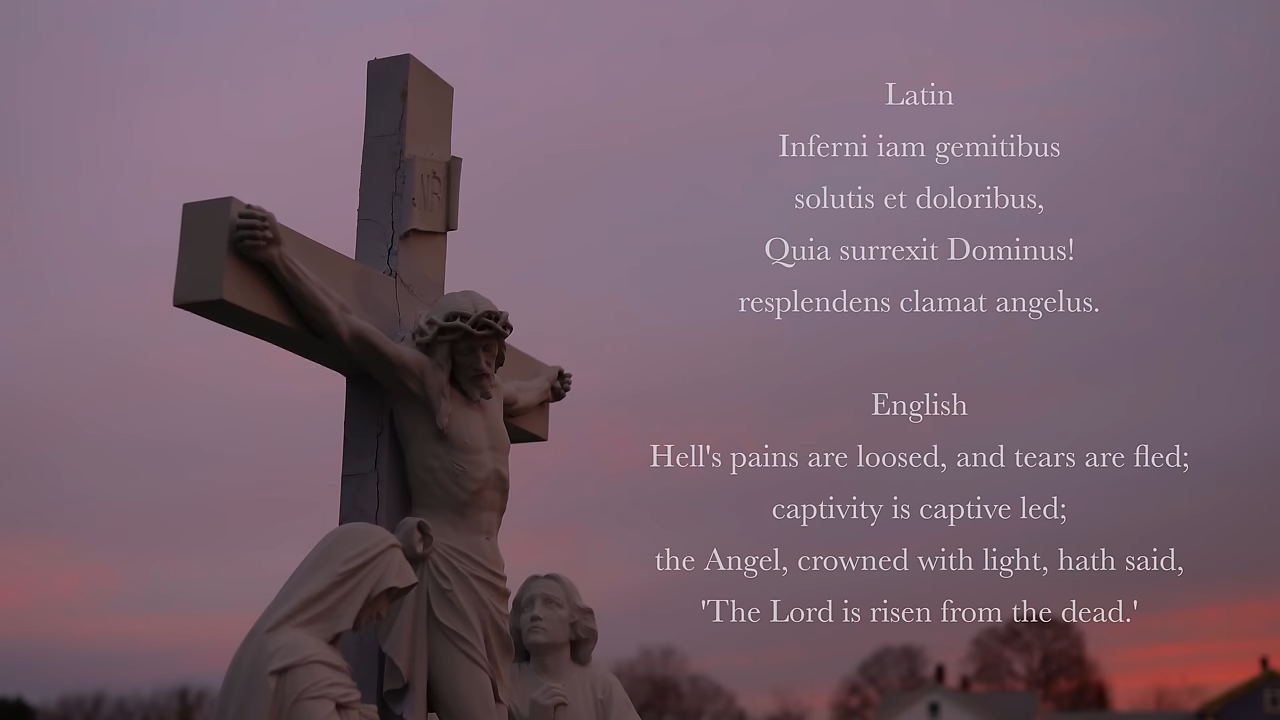 Latin
Inferni iam gemitibus
solutis et doloribus,
Quia surrexit Dominus!
resplendens clamat angelus.
English
Hell's pains are loosed, and tears are fled;
captivity is captive led;
the Angel, crowned with light, hath said,
'The Lord is risen from the dead.'